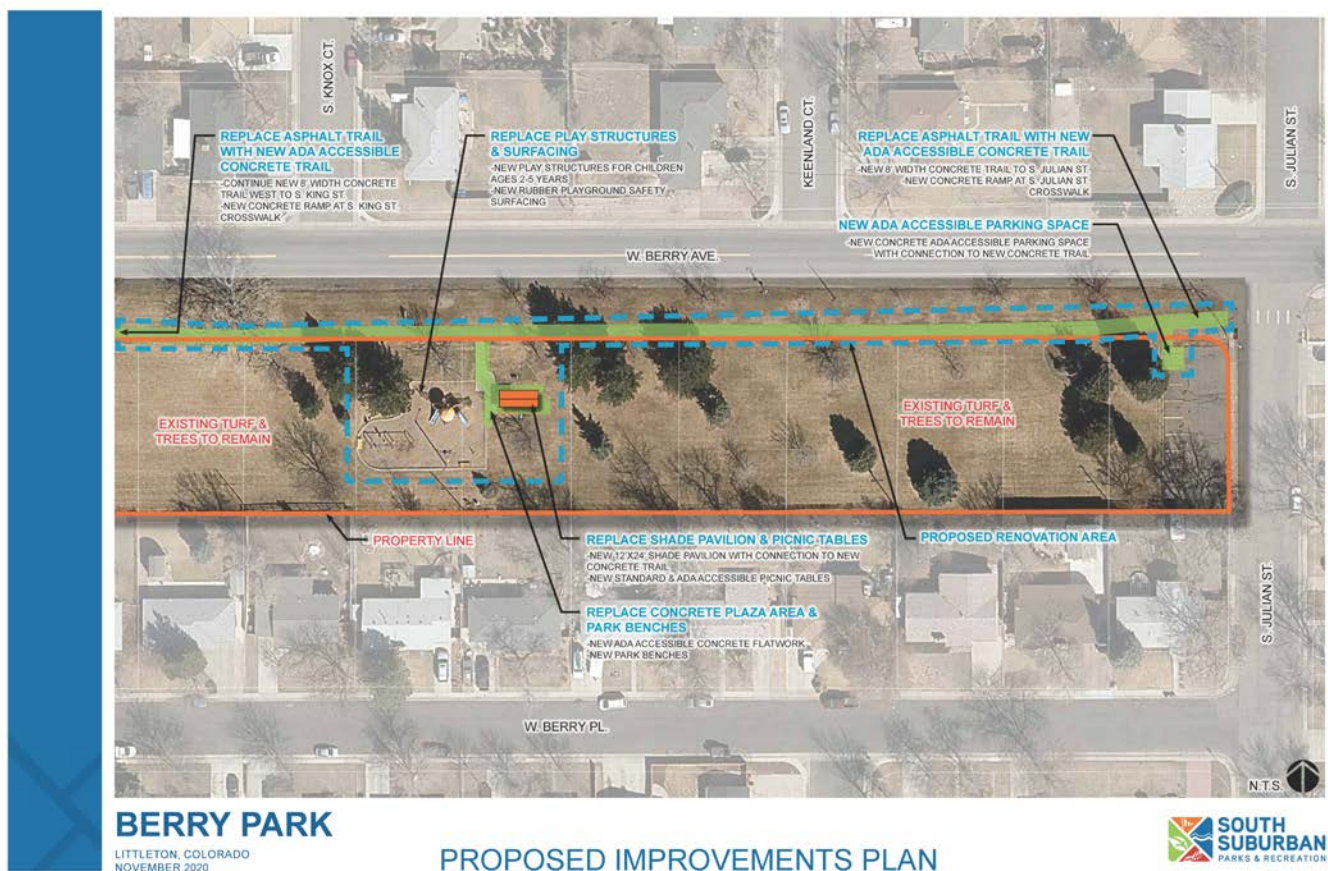 S. KNOX CT.
KEENLAND CT.
S. JULIAN ST.
REPLACE ASPHALT TRAIL
WITH NEW ADA ACCESSIBLE
CONCRETE TRAIL
-CONTINUE NEW 8' WIDTH CONCRETE
TRAIL WEST TO S. KING ST
-NEW CONCRETE RAMP AT S. KING ST
CROSSWALK
REPLACE PLAY STRUCTURES
& SURFACING
-NEW PLAY STRUCTURES FOR CHILDREN
AGES 2-5 YEARS
-NEW RUBBER PLAYGROUND SAFETY
SURFACING
REPLACE ASPHALT TRAIL WITH NEW
ADA ACCESSIBLE CONCRETE TRAIL
-NEW 8' WIDTH CONCRETE TRAIL TO S. JULIAN ST
-NEW CONCRETE RAMP AT S. JULIAN ST
CROSSWALK
NEW ADA ACCESSIBLE PARKING SPACE
-NEW CONCRETE ADA ACCESSIBLE PARKING SPACE
WITH CONNECTION TO NEW CONCRETE TRAIL
W. BERRY AVE.
EXISTING TURF &
TREES TO REMAIN
EXISTING TURF &
TREES TO REMAIN
PROPERTY LINE
REPLACE SHADE PAVILION & PICNIC TABLES
-NEW 12'X24' SHADE PAVILION WITH CONNECTION TO NEW
CONCRETE TRAIL
-NEW STANDARD & ADA ACCESSIBLE PICNIC TABLES
PROPOSED RENOVATION AREA
REPLACE CONCRETE PLAZA AREA &
PARK BENCHES
-NEW ADA ACCESSIBLE CONCRETE FLATWORK
-NEW PARK BENCHES
S. JULIAN ST.
W. BERRY PL.
N.T.S.
BERRY PARK
LITTLETON, COLORADO
NOVEMBER 2020
PROPOSED IMPROVEMENTS PLAN
SOUTH
SUBURBAN
PARKS & RECREATION